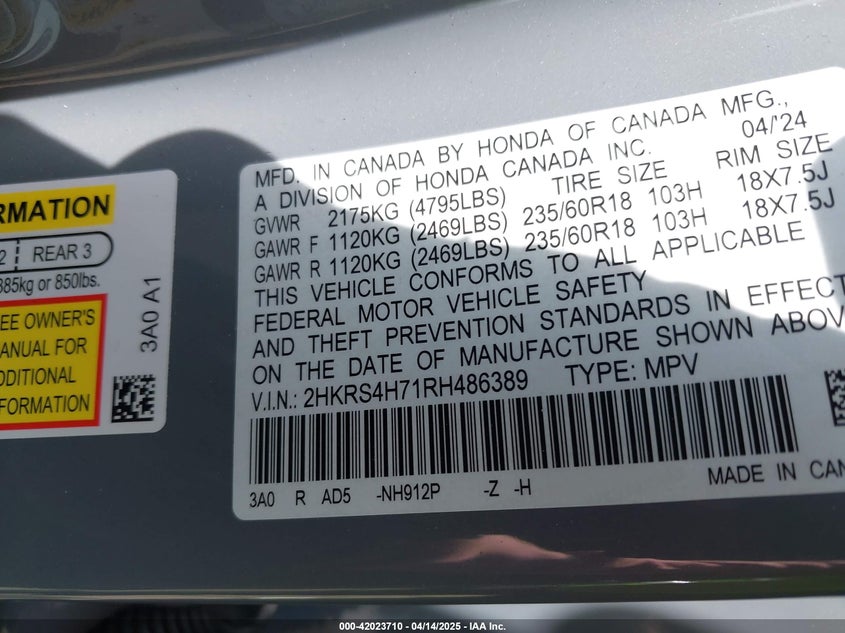 RMATION
2 REAR 3
385kg or 850lbs.
EE OWNER'S
ANUAL FOR
DDITIONAL
FORMATION
3A0 A1
MFD. IN CANADA BY HONDA OF CANADA MFG.,
A DIVISION OF HONDA CANADA INC. 04/'24
GVWR 2175KG (4795LBS) TIRE SIZE RIM SIZE
GAWR F 1120KG (2469LBS) 235/60R18 103H 18X7.5J
GAWR R 1120KG (2469LBS) 235/60R18 103H 18X7.5J
THIS VEHICLE CONFORMS TO ALL APPLICABLE
FEDERAL MOTOR VEHICLE SAFETY
AND THEFT PREVENTION STANDARDS IN EFFECT
ON THE DATE OF MANUFACTURE SHOWN ABOV
V.I.N.: 2HKRS4H71RH486389 TYPE: MPV
3A0 R AD5 -NH912P -Z -H
MADE IN CAN
000-42023710 - 04/14/2025 - IAA Inc.